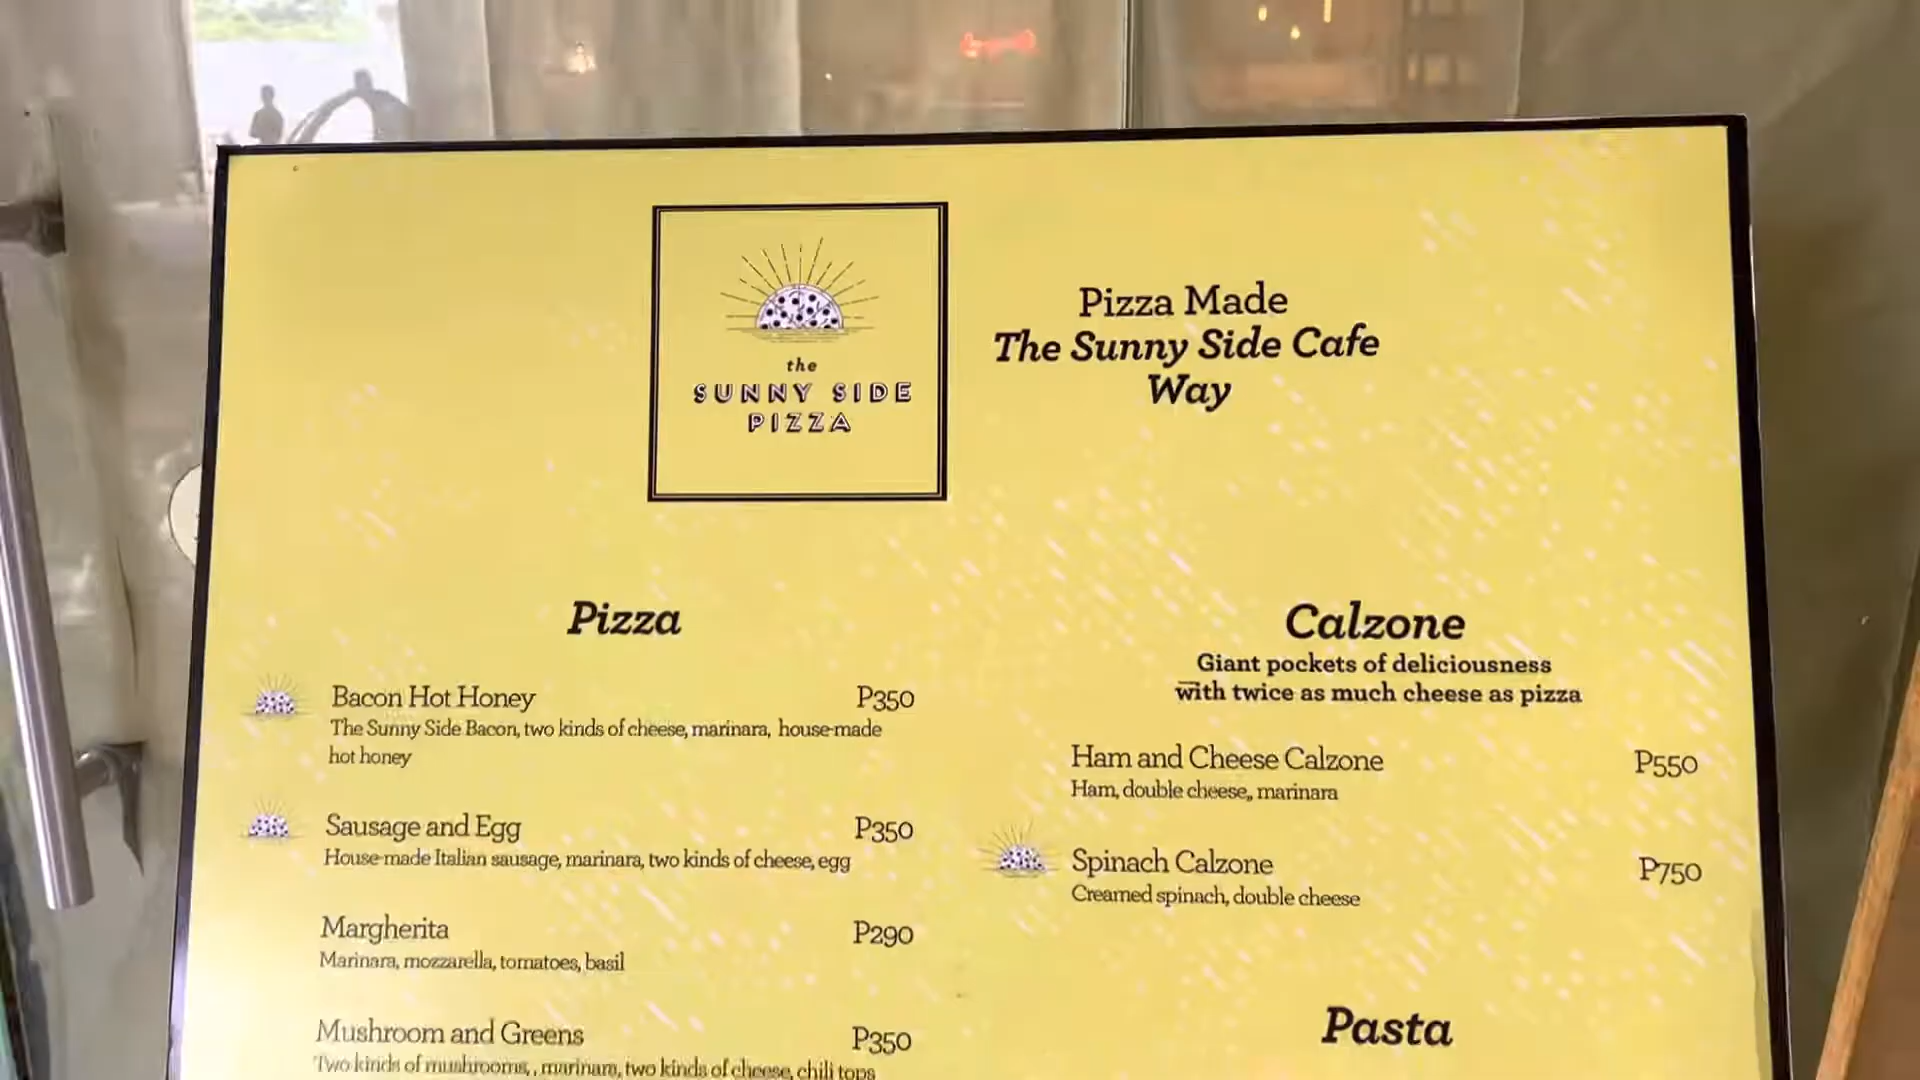 the
SUNNY SIDE
PIZZA
Pizza Made
The Sunny Side Cafe
Way
Pizza
Bacon Hot Honey P350
The Sunny Side Bacon, two kinds of cheese, marinara, house-made
hot honey
Sausage and Egg P350
House-made Italian sausage, marinara, two kinds of cheese, egg
Margherita P290
Marinara, mozzarella, tomatoes, basil
Mushroom and Greens P350
Two kinds of mushrooms, , marinara, two kinds of cheese, chili tops
Calzone
Giant pockets of deliciousness
with twice as much cheese as pizza
Ham and Cheese Calzone P550
Ham, double cheese,, marinara
Spinach Calzone P750
Creamed spinach, double cheese
Pasta